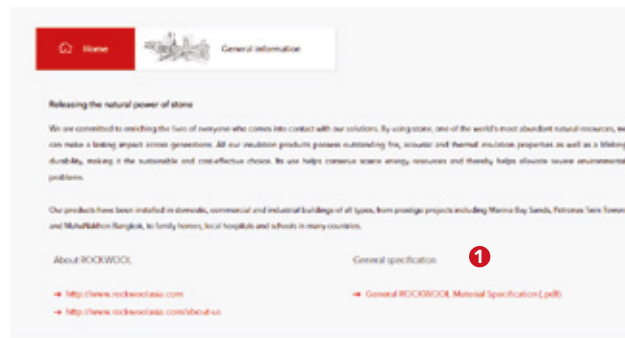 Home
General information
Releasing the natural power of stone
We are committed to enriching the lives of everyone who comes into contact with our solutions. By using stone, one of the world's most abundant natural resources, we
can make a lasting impact across generations. All our insulation products possess outstanding fire, acoustic and thermal insulation properties as well as a lifelong
durability, making it the sustainable and cost-effective choice. Its use helps conserve scarce energy resources and thereby helps alleviate severe environmental
problems.
Our products have been installed in domestic, commercial and industrial buildings of all types, from prestige projects including Marina Bay Sands, Petronas Twin Towers
and MahaNakhon Bangkok, to family homes, local hospitals and schools in many countries.
About ROCKWOOL
General specification
1
→ http://www.rockwoolasia.com
→ General ROCKWOOL Material Specification (.pdf)
→ http://www.rockwoolasia.com/about-us